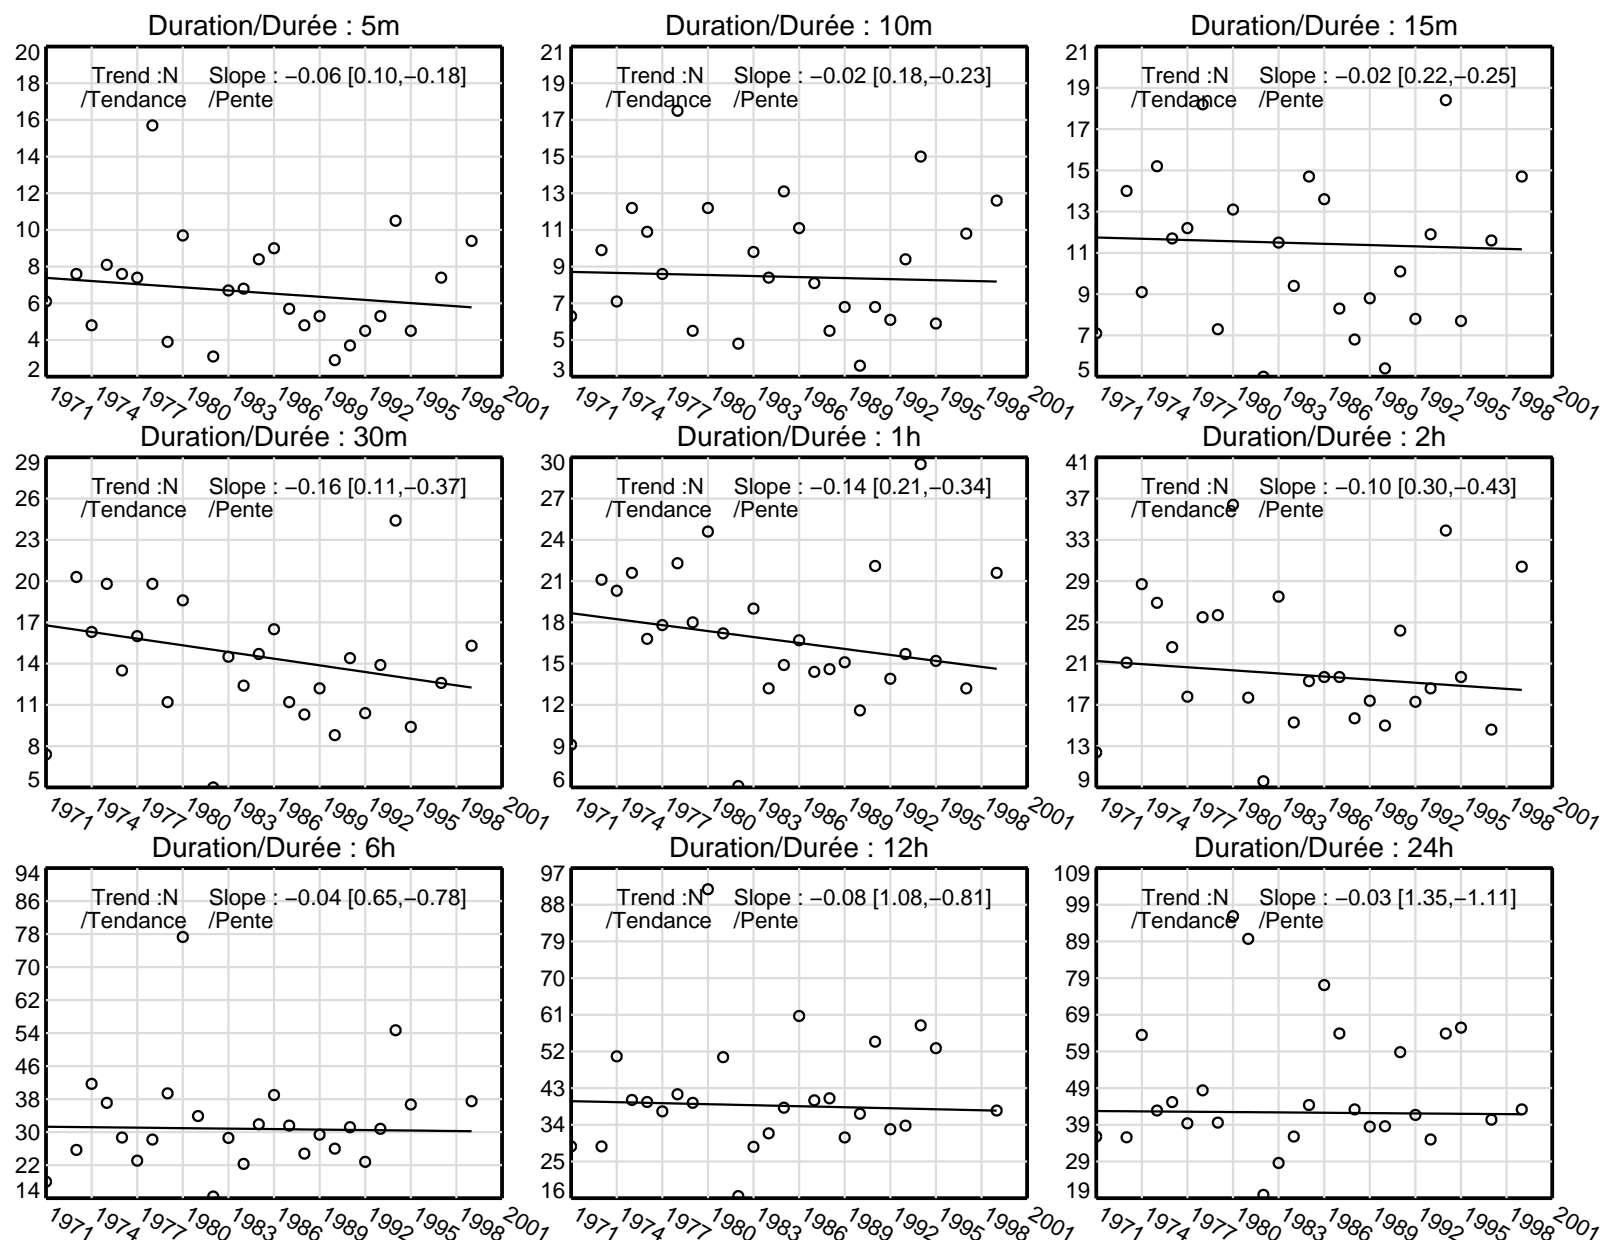 Duration/Durée : 5m
Trend :N Slope : −0.06 [0.10,−0.18]
/Tendance /Pente
20
18
16
14
12
10
8
6
4
2
1971 1974 1977 1980 1983 1986 1989 1992 1995 1998 2001
Duration/Durée : 10m
Trend :N Slope : −0.02 [0.18,−0.23]
/Tendance /Pente
21
19
17
15
13
11
9
7
5
3
1971 1974 1977 1980 1983 1986 1989 1992 1995 1998 2001
Duration/Durée : 15m
Trend :N Slope : −0.02 [0.22,−0.25]
/Tendance /Pente
21
19
17
15
13
11
9
7
5
1971 1974 1977 1980 1983 1986 1989 1992 1995 1998 2001
Duration/Durée : 30m
Trend :N Slope : −0.16 [0.11,−0.37]
/Tendance /Pente
29
26
23
20
17
14
11
8
5
1971 1974 1977 1980 1983 1986 1989 1992 1995 1998 2001
Duration/Durée : 1h
Trend :N Slope : −0.14 [0.21,−0.34]
/Tendance /Pente
30
27
24
21
18
15
12
9
6
1971 1974 1977 1980 1983 1986 1989 1992 1995 1998 2001
Duration/Durée : 2h
Trend :N Slope : −0.10 [0.30,−0.43]
/Tendance /Pente
41
37
33
29
25
21
17
13
9
1971 1974 1977 1980 1983 1986 1989 1992 1995 1998 2001
Duration/Durée : 6h
Trend :N Slope : −0.04 [0.65,−0.78]
/Tendance /Pente
94
86
78
70
62
54
46
38
30
22
14
1971 1974 1977 1980 1983 1986 1989 1992 1995 1998 2001
Duration/Durée : 12h
Trend :N Slope : −0.08 [1.08,−0.81]
/Tendance /Pente
97
88
79
70
61
52
43
34
25
16
1971 1974 1977 1980 1983 1986 1989 1992 1995 1998 2001
Duration/Durée : 24h
Trend :N Slope : −0.03 [1.35,−1.11]
/Tendance /Pente
109
99
89
79
69
59
49
39
29
19
1971 1974 1977 1980 1983 1986 1989 1992 1995 1998 2001